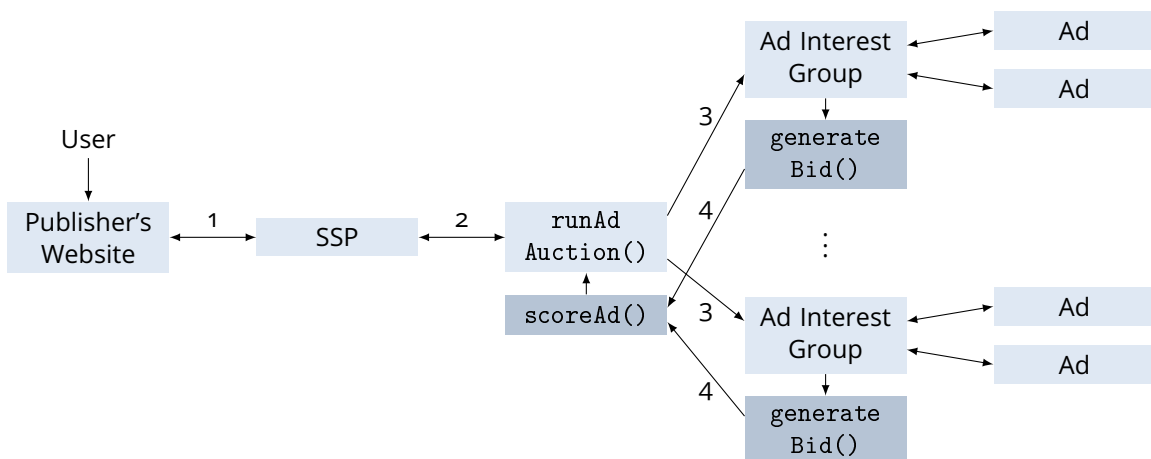 User
Publisher’s
Website
1
SSP
2
runAd
Auction()
scoreAd()
3
4
3
4
Ad Interest
Group
generate
Bid()
⋮
Ad Interest
Group
generate
Bid()
Ad
Ad
Ad
Ad